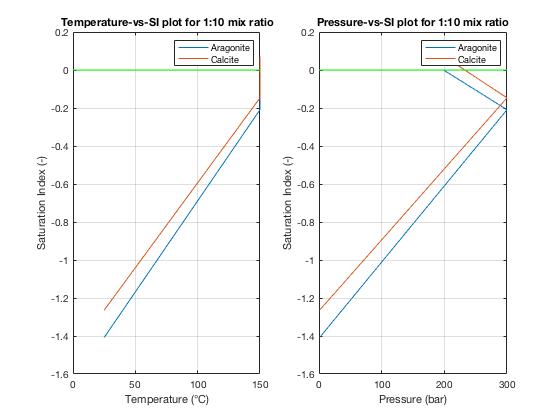 Temperature-vs-SI plot for 1:10 mix ratio
Aragonite
Calcite
0.2
0
-0.2
-0.4
-0.6
-0.8
-1
-1.2
-1.4
-1.6
Saturation Index (-)
0
50
100
150
Temperature (°C)
Pressure-vs-SI plot for 1:10 mix ratio
Aragonite
Calcite
0.2
0
-0.2
-0.4
-0.6
-0.8
-1
-1.2
-1.4
-1.6
Saturation Index (-)
0
100
200
300
Pressure (bar)